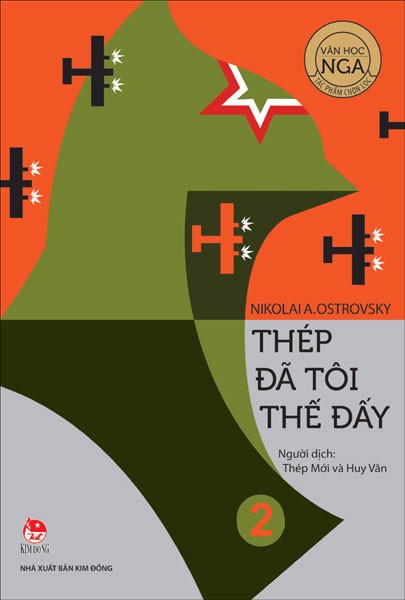 VĂN HỌC
NGA
TÁC PHẨM CHỌN LỌC
NIKOLAI A.OSTROVSKY
THÉP
ĐÃ TÔI
THẾ ĐẤY
Người dịch:
Thép Mới và Huy Vân
2
KIM ĐỒNG
NHÀ XUẤT BẢN KIM ĐỒNG